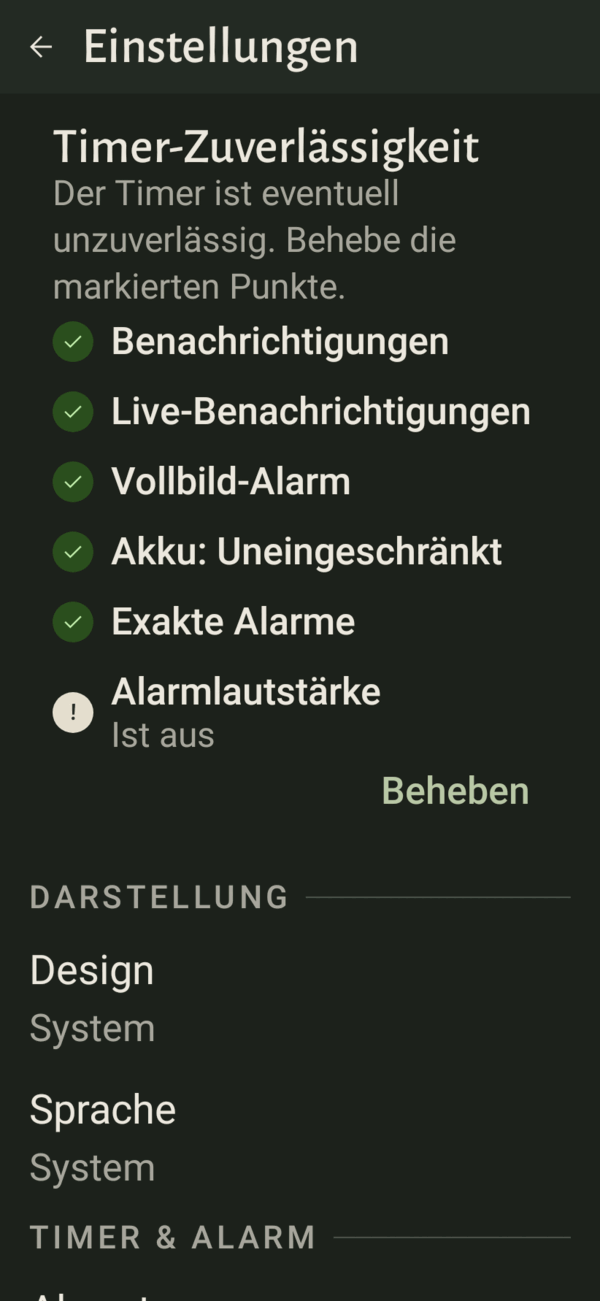 Einstellungen
Timer-Zuverlässigkeit
Der Timer ist eventuell
unzuverlässig. Behebe die
markierten Punkte.
Benachrichtigungen
Live-Benachrichtigungen
Vollbild-Alarm
Akku: Uneingeschränkt
Exakte Alarme
! Alarmlautstärke
Ist aus
Beheben
DARSTELLUNG
Design
System
Sprache
System
TIMER & ALARM